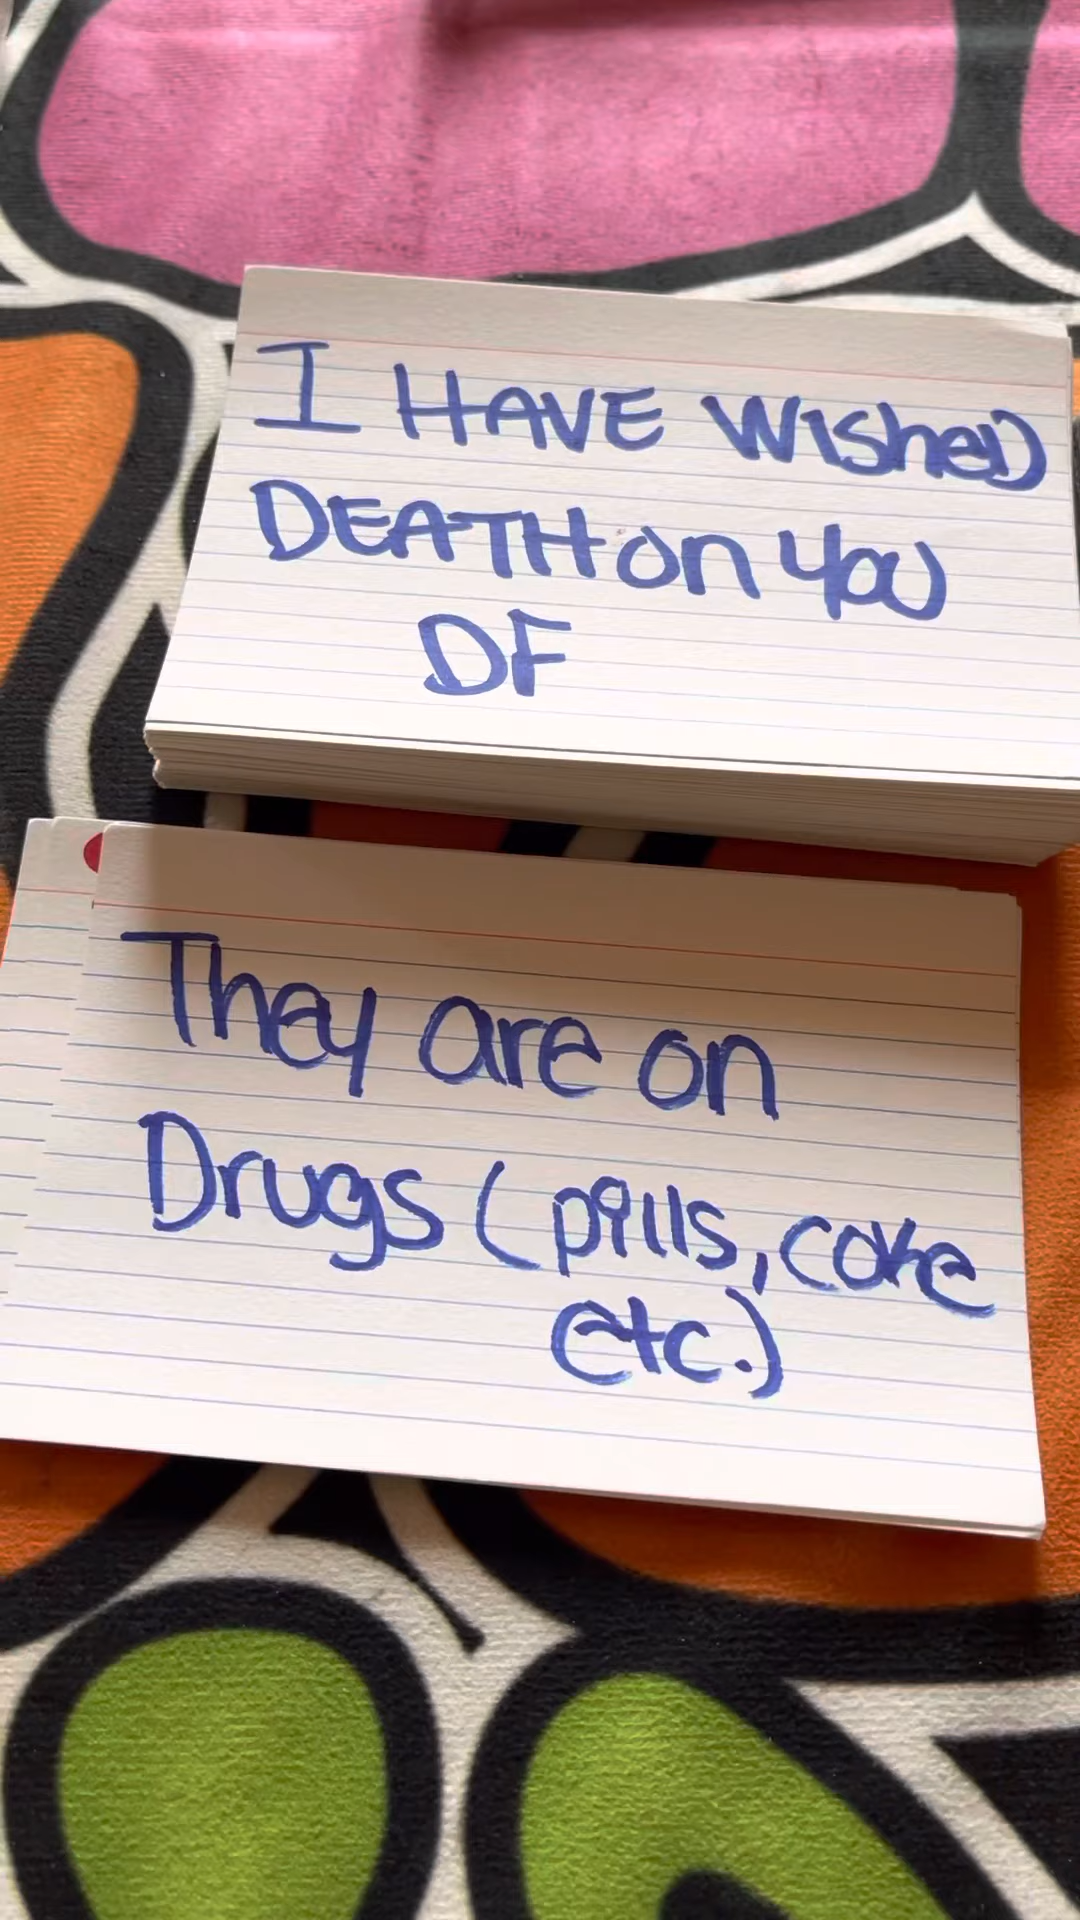 I HAVE WIShED
DEATH on YOU
DF
They are on
Drugs ( pills, coke
etc.)